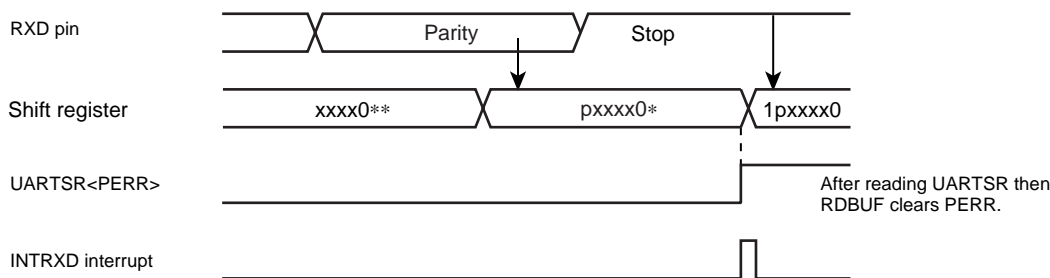 RXD pin
Parity
Stop
Shift register
xxxx0**
pxxxx0*
1pxxxx0
UARTSR<PERR>
After reading UARTSR then
RDBUF clears PERR.
INTRXD interrupt